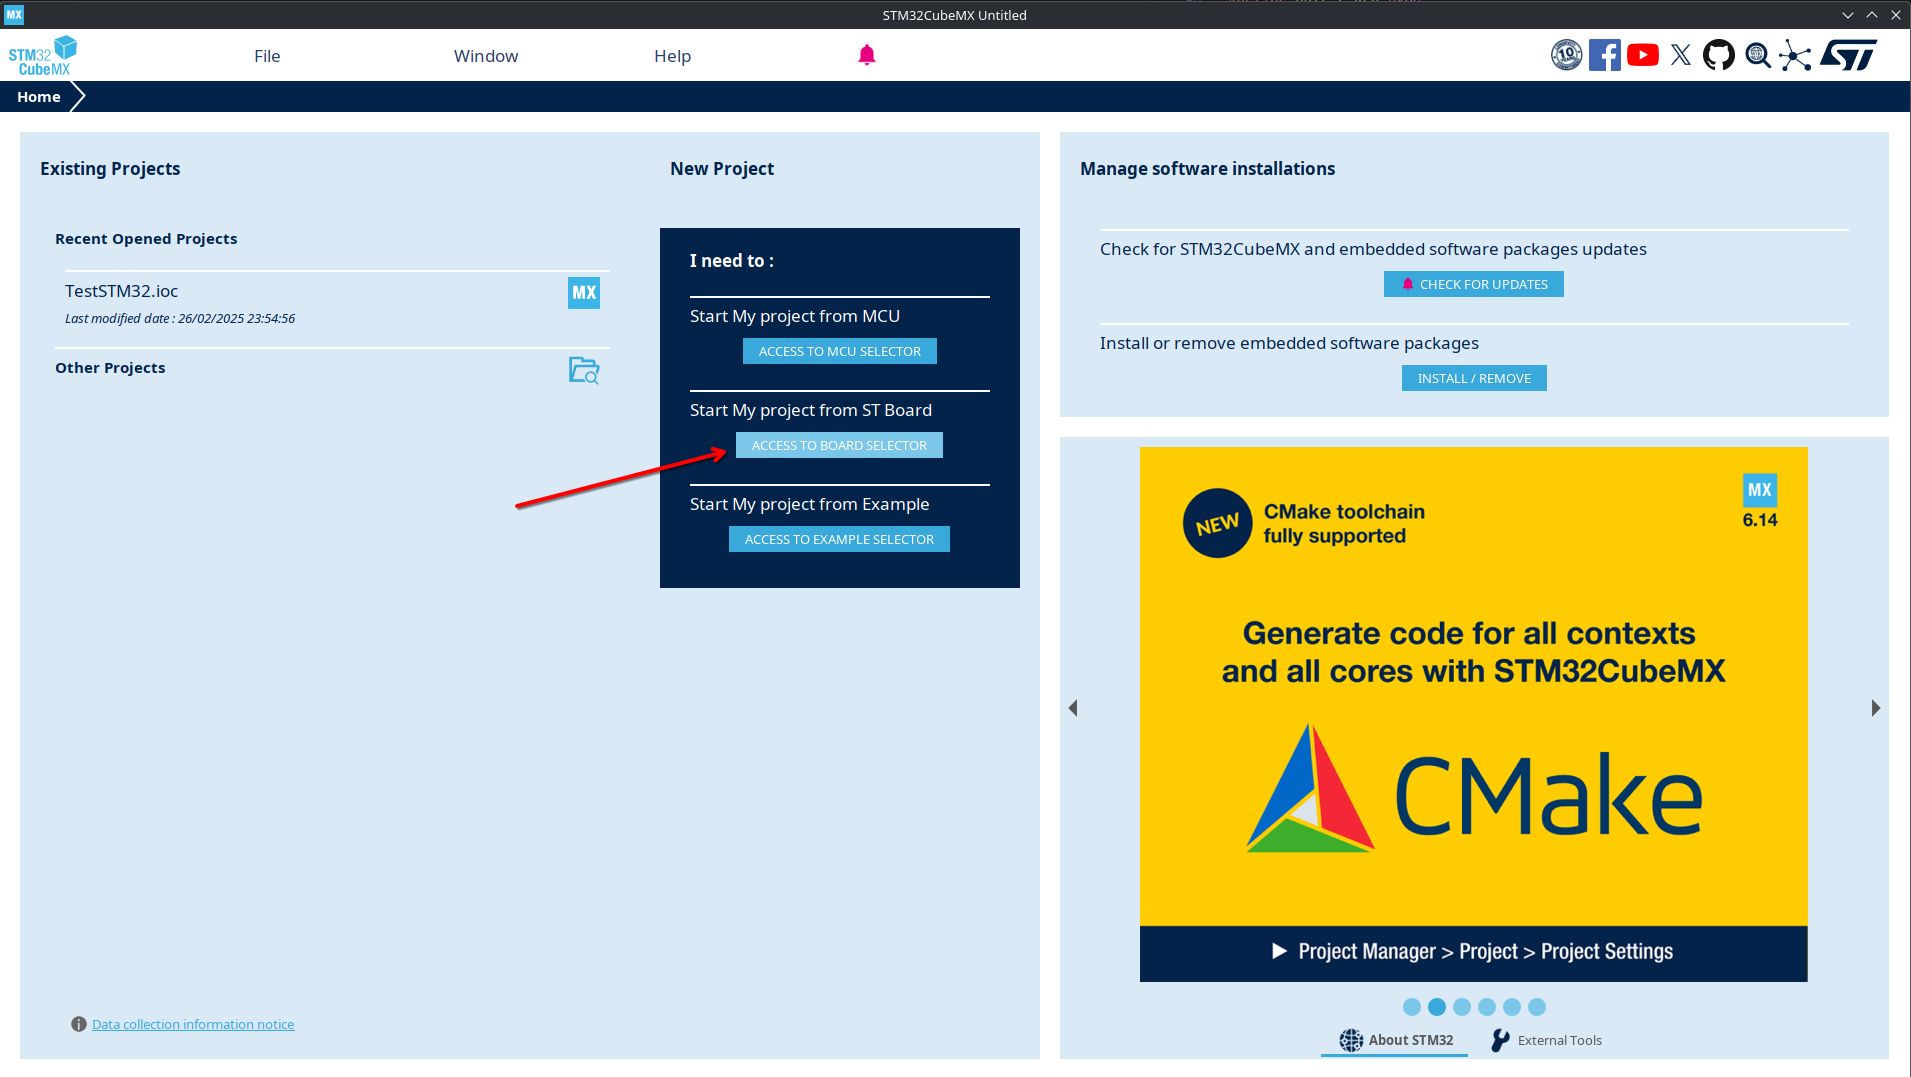 MX
STM32CubeMX Untitled
STM32
CubeMX
File
Window
Help
10
ST
Home
Existing Projects
Recent Opened Projects
TestSTM32.ioc
MX
Last modified date : 26/02/2025 23:54:56
Other Projects
Data collection information notice
New Project
I need to :
Start My project from MCU
ACCESS TO MCU SELECTOR
Start My project from ST Board
ACCESS TO BOARD SELECTOR
Start My project from Example
ACCESS TO EXAMPLE SELECTOR
Manage software installations
Check for STM32CubeMX and embedded software packages updates
CHECK FOR UPDATES
Install or remove embedded software packages
INSTALL / REMOVE
NEW
CMake toolchain
fully supported
MX
6.14
Generate code for all contexts
and all cores with STM32CubeMX
CMake
Project Manager > Project > Project Settings
About STM32
External Tools